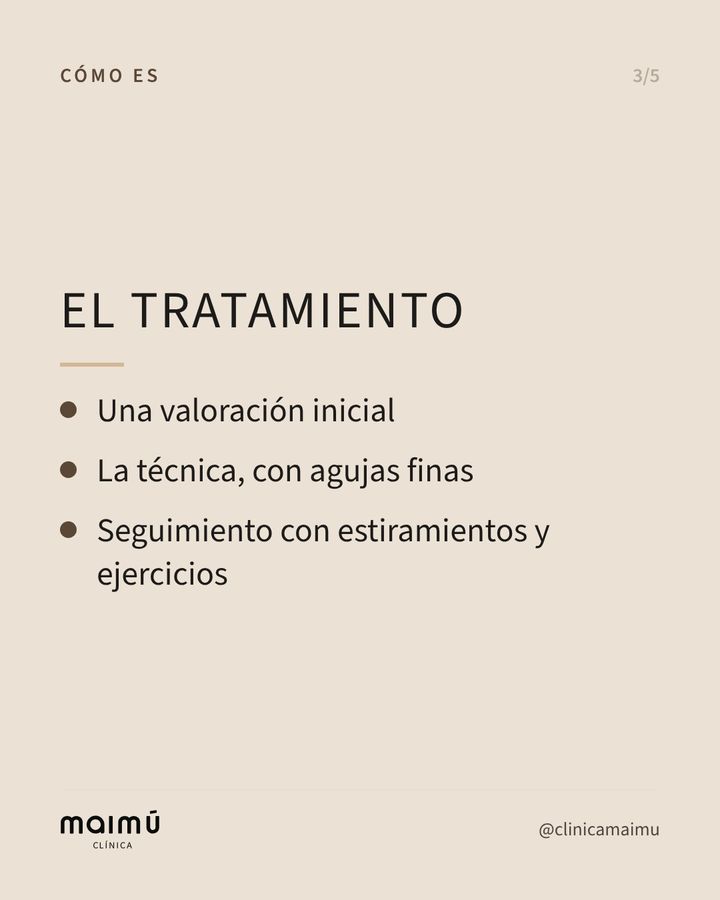 CÓMO ES
3/5
EL TRATAMIENTO
Una valoración inicial
La técnica, con agujas finas
Seguimiento con estiramientos y
ejercicios
maimú
CLÍNICA
@clinicamaimu